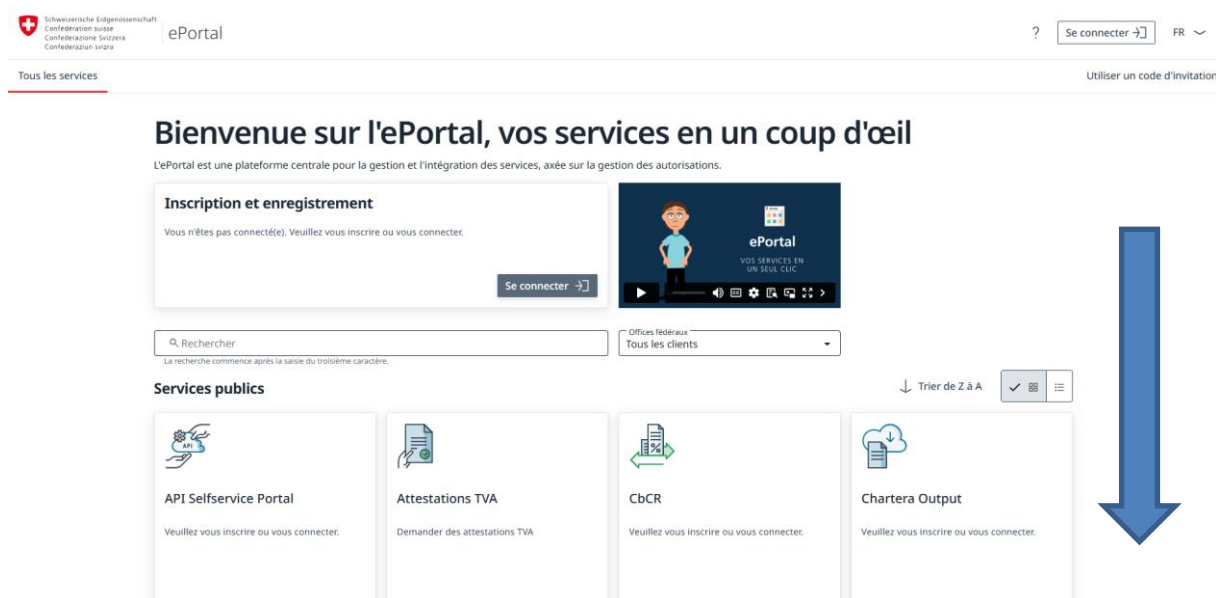 Schweizerische Eidgenossenschaft
Confédération suisse
Confederazione Svizzera
Confederaziun svizra
ePortal
?
Se connecter
FR
Tous les services
Utiliser un code d'invitation
Bienvenue sur l'ePortal, vos services en un coup d'œil
L'ePortal est une plateforme centrale pour la gestion et l'intégration des services, axée sur la gestion des autorisations.
Inscription et enregistrement
Vous n'êtes pas connecté(e). Veuillez vous inscrire ou vous connecter.
Se connecter
ePortal
VOS SERVICES EN
UN SEUL CLIC
Rechercher
La recherche commence après la saisie du troisième caractère.
Offices fédéraux
Tous les clients
Services publics
Trier de Z à A
API
API Selfservice Portal
Veuillez vous inscrire ou vous connecter.
Attestations TVA
Demander des attestations TVA
%
CbCR
Veuillez vous inscrire ou vous connecter.
Chartera Output
Veuillez vous inscrire ou vous connecter.